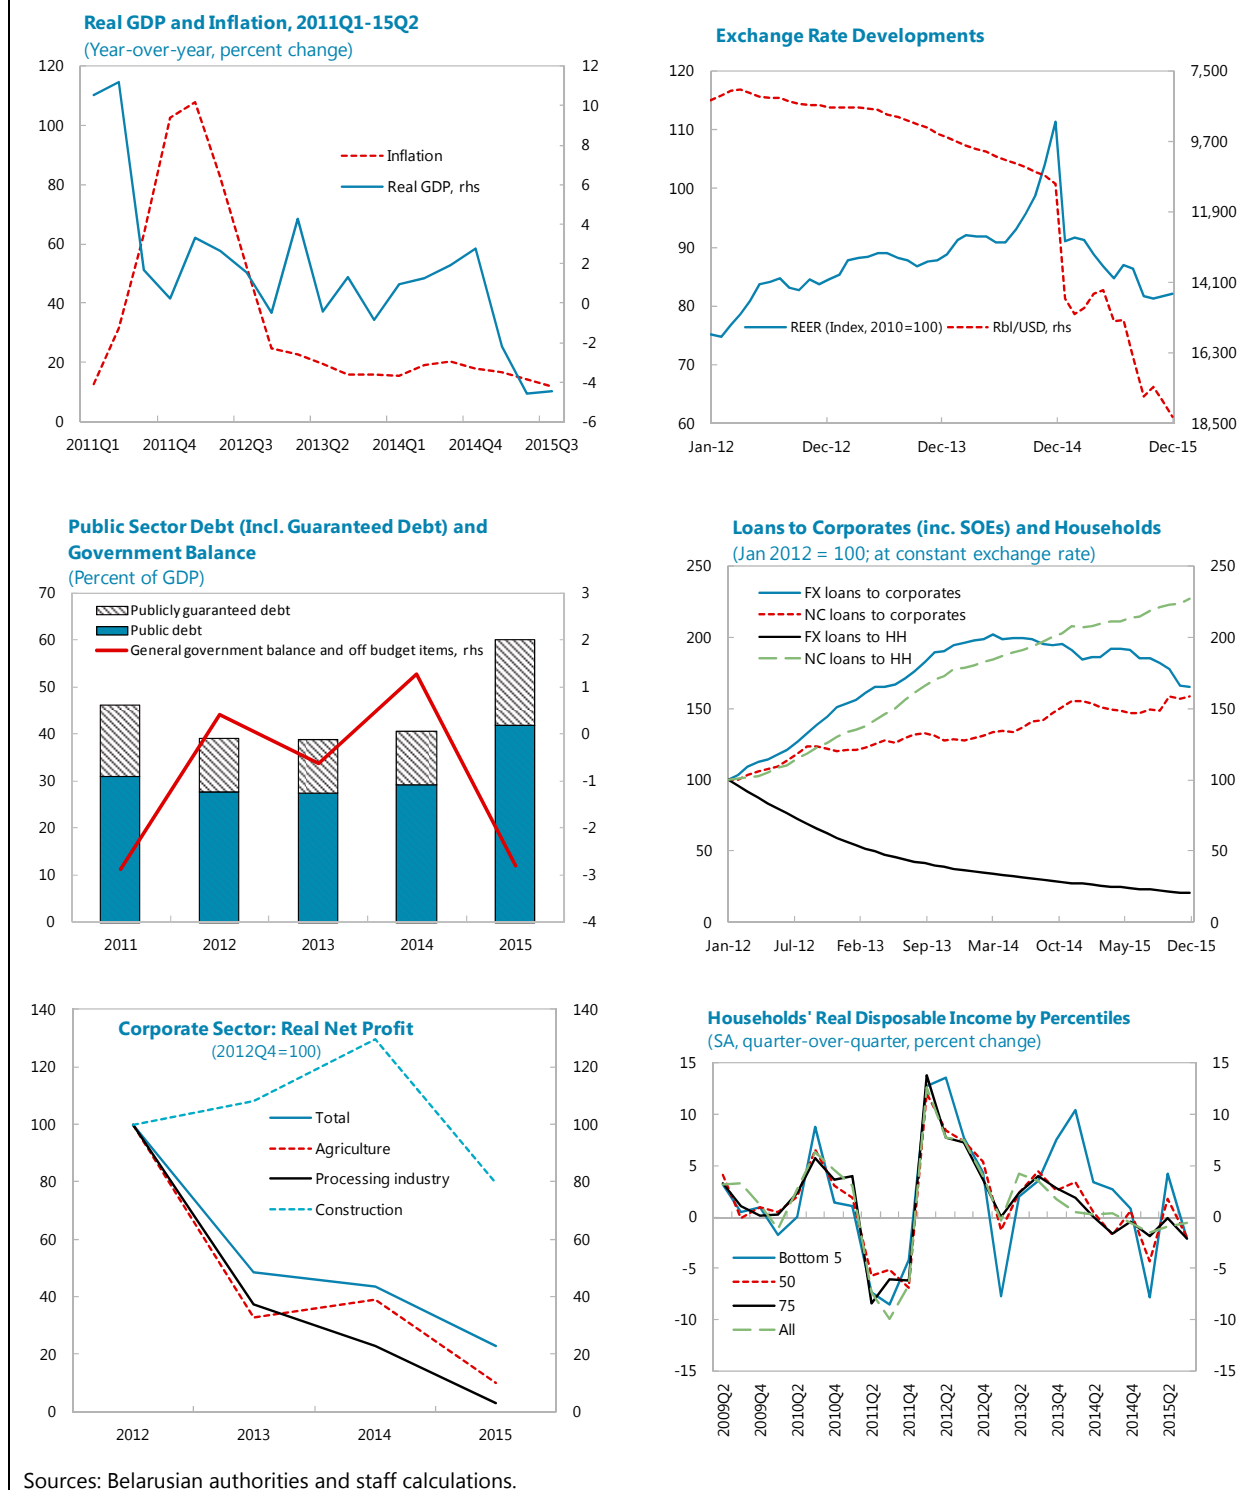 Real GDP and Inflation, 2011Q1-15Q2
(Year-over-year, percent change)
120 12
100 10
80 8
60 6
40 4
20 2
0 0
-2
-4
-6
Inflation
Real GDP, rhs
2011Q1 2011Q4 2012Q3 2013Q2 2014Q1 2014Q4 2015Q3
Exchange Rate Developments
120 7,500
110 9,700
100 11,900
90 14,100
80 16,300
70 18,500
60
REER (Index, 2010=100) Rbl/USD, rhs
Jan-12 Dec-12 Dec-13 Dec-14 Dec-15
Public Sector Debt (Incl. Guaranteed Debt) and
Government Balance
(Percent of GDP)
70 3
60 2
50 1
40 0
30 -1
20 -2
10 -3
0 -4
Publicly guaranteed debt
Public debt
General government balance and off budget items, rhs
2011 2012 2013 2014 2015
Loans to Corporates (inc. SOEs) and Households
(Jan 2012 = 100; at constant exchange rate)
250 250
200 200
150 150
100 100
50 50
0 0
FX loans to corporates
NC loans to corporates
FX loans to HH
NC loans to HH
Jan-12 Jul-12 Feb-13 Sep-13 Mar-14 Oct-14 May-15 Dec-15
Corporate Sector: Real Net Profit
(2012Q4=100)
140 140
120 120
100 100
80 80
60 60
40 40
20 20
0 0
Total
Agriculture
Processing industry
Construction
2012 2013 2014 2015
Households' Real Disposable Income by Percentiles
(SA, quarter-over-quarter, percent change)
15 15
10 10
5 5
0 0
-5 -5
-10 -10
-15 -15
Bottom 5
50
75
All
2009Q2 2009Q4 2010Q2 2010Q4 2011Q2 2011Q4 2012Q2 2012Q4 2013Q2 2013Q4 2014Q2 2014Q4 2015Q2
Sources: Belarusian authorities and staff calculations.